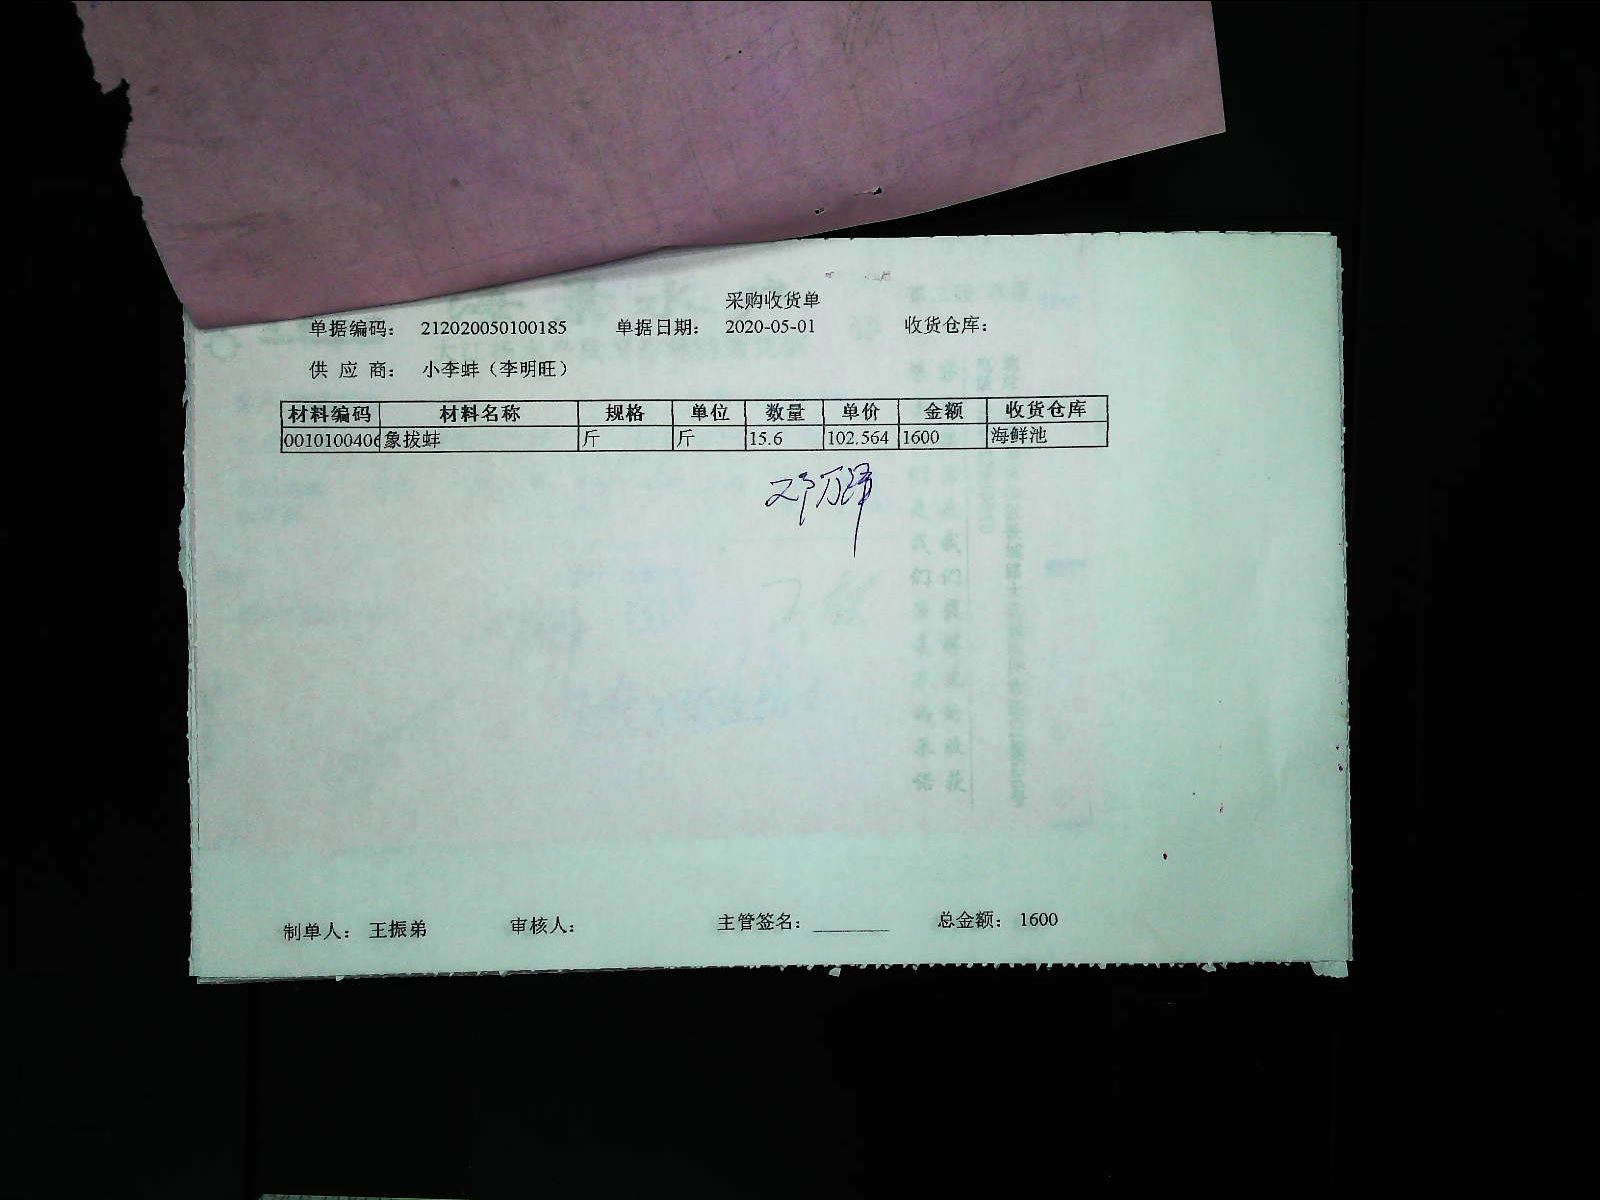 采购收货单
单据编码： 212020050100185 单据日期： 2020-05-01 收货仓库：
供 应 商： 小李蚌（李明旺）
材料编码 材料名称 规格 单位 数量 单价 金额 收货仓库
0010100406 象拔蚌 斤 斤 15.6 102.564 1600 海鲜池
制单人： 王振弟 审核人： 主管签名： 总金额： 1600